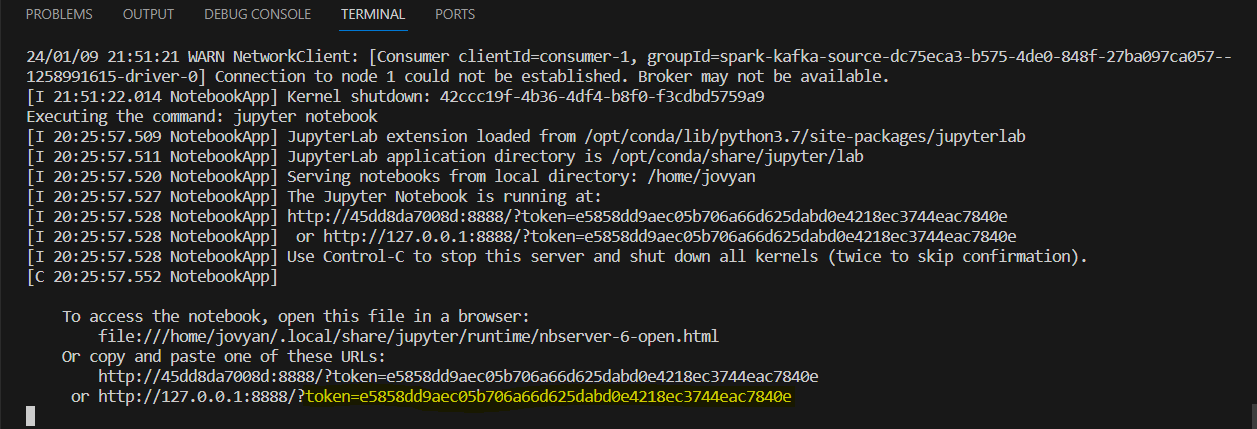 PROBLEMS OUTPUT DEBUG CONSOLE TERMINAL PORTS
24/01/09 21:51:21 WARN NetworkClient: [Consumer clientId=consumer-1, groupId=spark-kafka-source-dc75eca3-b575-4de0-848f-27ba097ca057--
1258991615-driver-0] Connection to node 1 could not be established. Broker may not be available.
[I 21:51:22.014 NotebookApp] Kernel shutdown: 42ccc19f-4b36-4df4-b8f0-f3cdbd5759a9
Executing the command: jupyter notebook
[I 20:25:57.509 NotebookApp] JupyterLab extension loaded from /opt/conda/lib/python3.7/site-packages/jupyterlab
[I 20:25:57.511 NotebookApp] JupyterLab application directory is /opt/conda/share/jupyter/lab
[I 20:25:57.520 NotebookApp] Serving notebooks from local directory: /home/jovyan
[I 20:25:57.527 NotebookApp] The Jupyter Notebook is running at:
[I 20:25:57.528 NotebookApp] http://45dd8da7008d:8888/?token=e5858dd9aec05b706a66d625dabd0e4218ec3744eac7840e
[I 20:25:57.528 NotebookApp]  or http://127.0.0.1:8888/?token=e5858dd9aec05b706a66d625dabd0e4218ec3744eac7840e
[I 20:25:57.528 NotebookApp] Use Control-C to stop this server and shut down all kernels (twice to skip confirmation).
[C 20:25:57.552 NotebookApp]
To access the notebook, open this file in a browser:
file:///home/jovyan/.local/share/jupyter/runtime/nbserver-6-open.html
Or copy and paste one of these URLs:
http://45dd8da7008d:8888/?token=e5858dd9aec05b706a66d625dabd0e4218ec3744eac7840e
or http://127.0.0.1:8888/?token=e5858dd9aec05b706a66d625dabd0e4218ec3744eac7840e